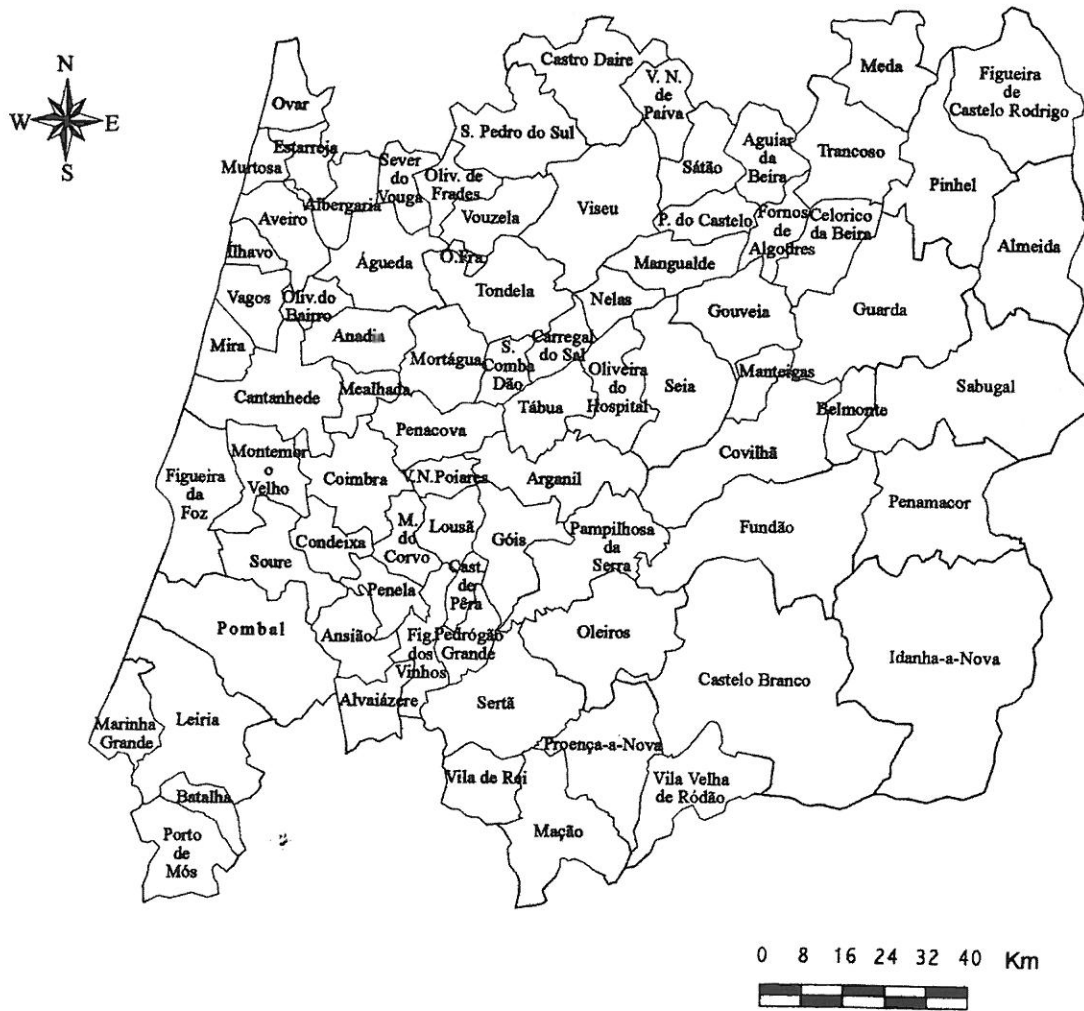 N
W E
S
Castro Daire
Meda
Figueira
de
Castelo Rodrigo
V. N.
de
Paiva
Ovar
S. Pedro do Sul
Aguiar
da
Beira
Trancoso
Estarreja
Murtosa
Sever
do
Vouga
Oliv. de
Frades
Sátão
Pinhel
Albergaria
Aveiro
Vouzela
Viseu
P. do Castelo
Fornos
de
Algodres
Celorico
da Beira
Almeida
Ílhavo
Águeda
O.Fra.
Mangualde
Vagos
Oliv.do
Bairro
Tondela
Nelas
Gouveia
Guarda
Mira
Anadia
Mortágua
S.
Comba
Dão
Carregal
do Sal
Oliveira
do
Hospital
Seia
Manteigas
Sabugal
Cantanhede
Mealhada
Tábua
Belmonte
Penacova
Covilhã
Figueira
da
Foz
Montemor
o
Velho
Coimbra
V.N.Poiares
Arganil
Penamacor
Condeixa
M.
do
Corvo
Lousã
Góis
Pampilhosa
da
Serra
Fundão
Soure
Penela
Cast.
de
Pêra
Pombal
Ansião
Fig.
dos
Vinhos
Pedrógão
Grande
Oleiros
Idanha-a-Nova
Castelo Branco
Alvaiázere
Sertã
Marinha
Grande
Leiria
Proença-a-Nova
Vila de Rei
Vila Velha
de Ródão
Batalha
Mação
Porto
de
Mós
0 8 16 24 32 40 Km